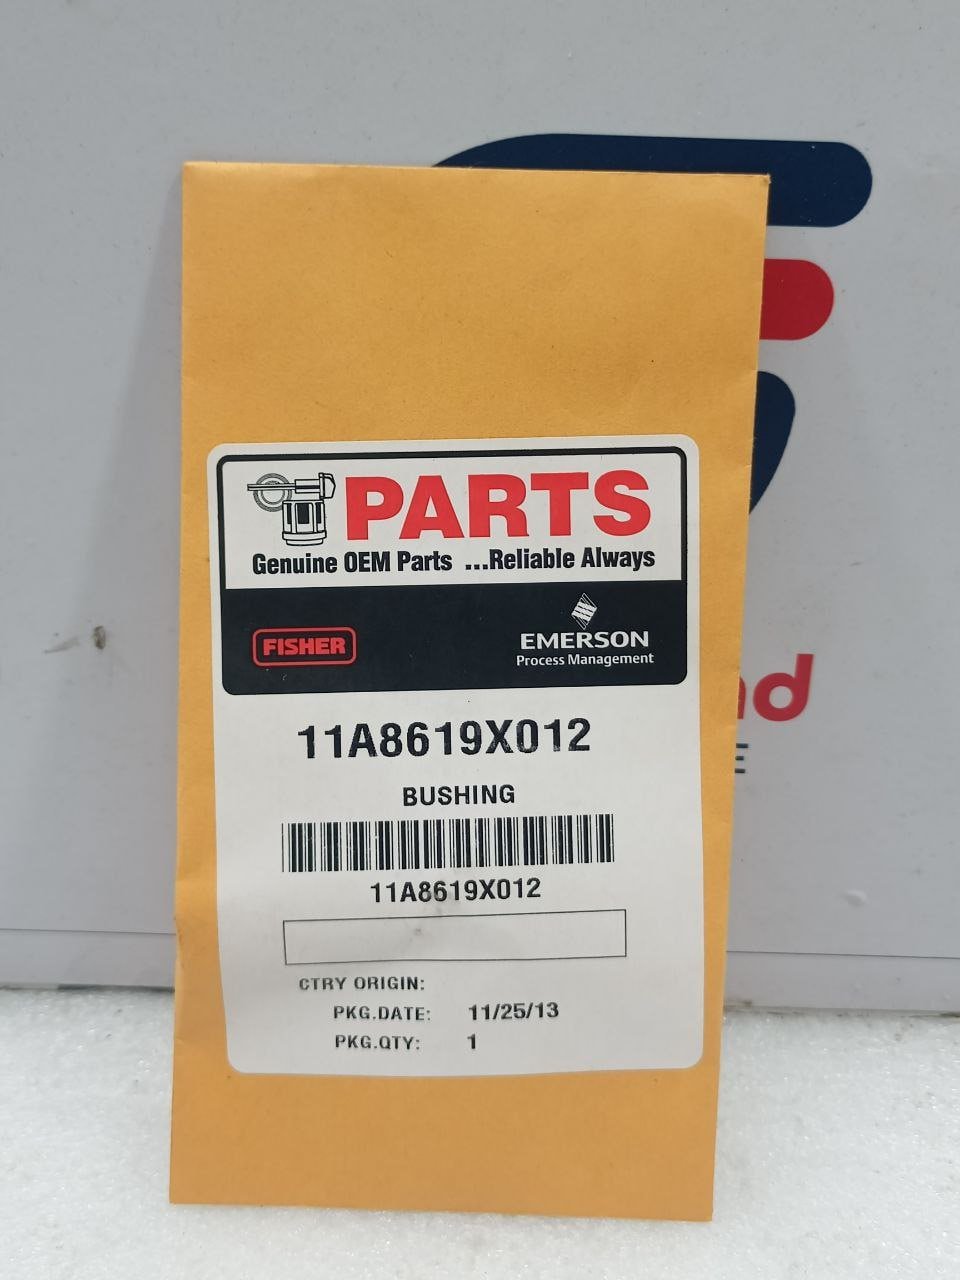 PARTS
Genuine OEM Parts ...Reliable Always
FISHER
EMERSON
Process Management
11A8619X012
BUSHING
11A8619X012
CTRY ORIGIN:
PKG.DATE: 11/25/13
PKG.QTY: 1